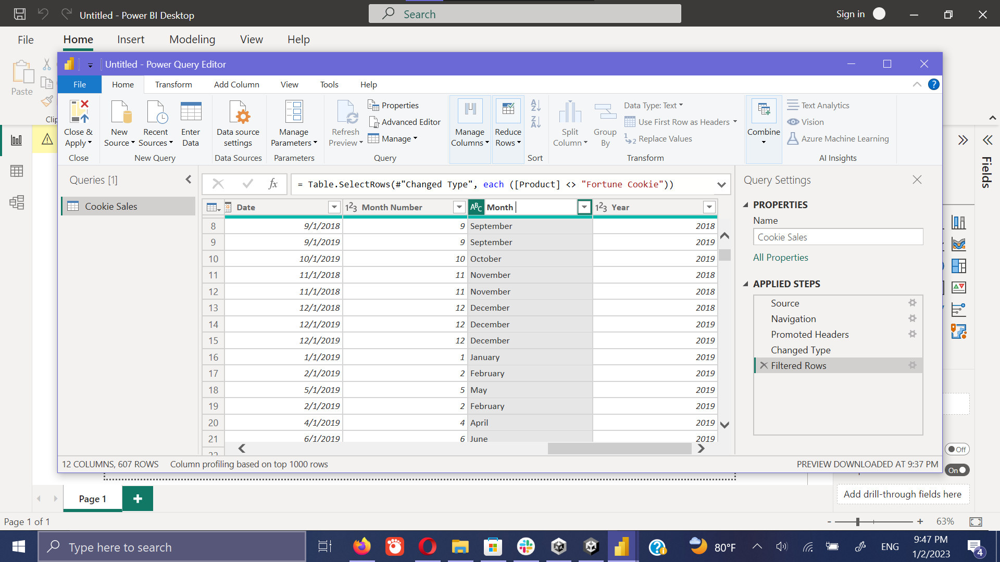 Untitled - Power BI Desktop
Search
Sign in
File Home Insert Modeling View Help
Paste
Clip
Untitled - Power Query Editor
File Home Transform Add Column View Tools Help
Close & Apply
Close
New Source
Recent Sources
Enter Data
New Query
Data source settings
Data Sources
Manage Parameters
Parameters
Refresh Preview
Properties
Advanced Editor
Manage
Query
Manage Columns
Reduce Rows
Sort
Split Column
Group By
Data Type: Text
Use First Row as Headers
Replace Values
Transform
Combine
Text Analytics
Vision
Azure Machine Learning
AI Insights
Fields
Queries [1]
Cookie Sales
fx
= Table.SelectRows(#"Changed Type", each ([Product] <> "Fortune Cookie"))
Date 123 Month Number ABC Month 123 Year
8 9/1/2018 9 September 2018
9 9/1/2019 9 September 2019
10 10/1/2019 10 October 2019
11 11/1/2018 11 November 2018
12 11/1/2018 11 November 2018
13 12/1/2018 12 December 2018
14 12/1/2019 12 December 2019
15 12/1/2019 12 December 2019
16 1/1/2019 1 January 2019
17 2/1/2019 2 February 2019
18 5/1/2019 5 May 2019
19 2/1/2019 2 February 2019
20 4/1/2019 4 April 2019
21 6/1/2019 6 June 2019
Query Settings
PROPERTIES
Name
Cookie Sales
All Properties
APPLIED STEPS
Source
Navigation
Promoted Headers
Changed Type
Filtered Rows
12 COLUMNS, 607 ROWS Column profiling based on top 1000 rows
PREVIEW DOWNLOADED AT 9:37 PM
Off
On
Add drill-through fields here
Page 1
Page 1 of 1
63%
Type here to search
80°F
ENG
9:47 PM
1/2/2023
4